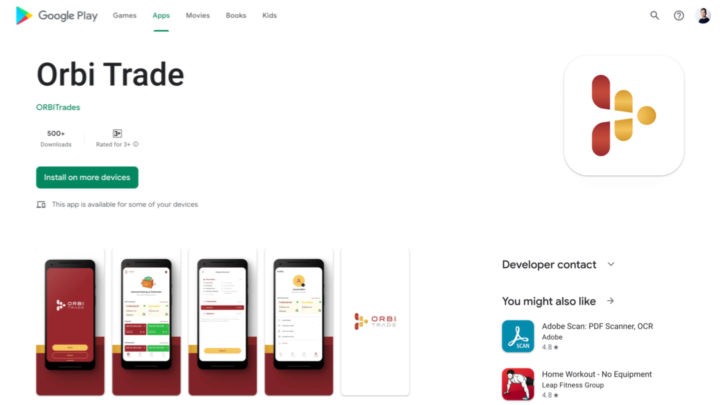 Google Play
Games
Apps
Movies
Books
Kids
Orbi Trade
ORBITrades
500+
Downloads
3+
Rated for 3+
Install on more devices
This app is available for some of your devices
ORBI
TRADE
ORBI
TRADE
Developer contact
You might also like
SCAN
Adobe Scan: PDF Scanner, OCR
Adobe
4.8
Home Workout - No Equipment
Leap Fitness Group
4.8